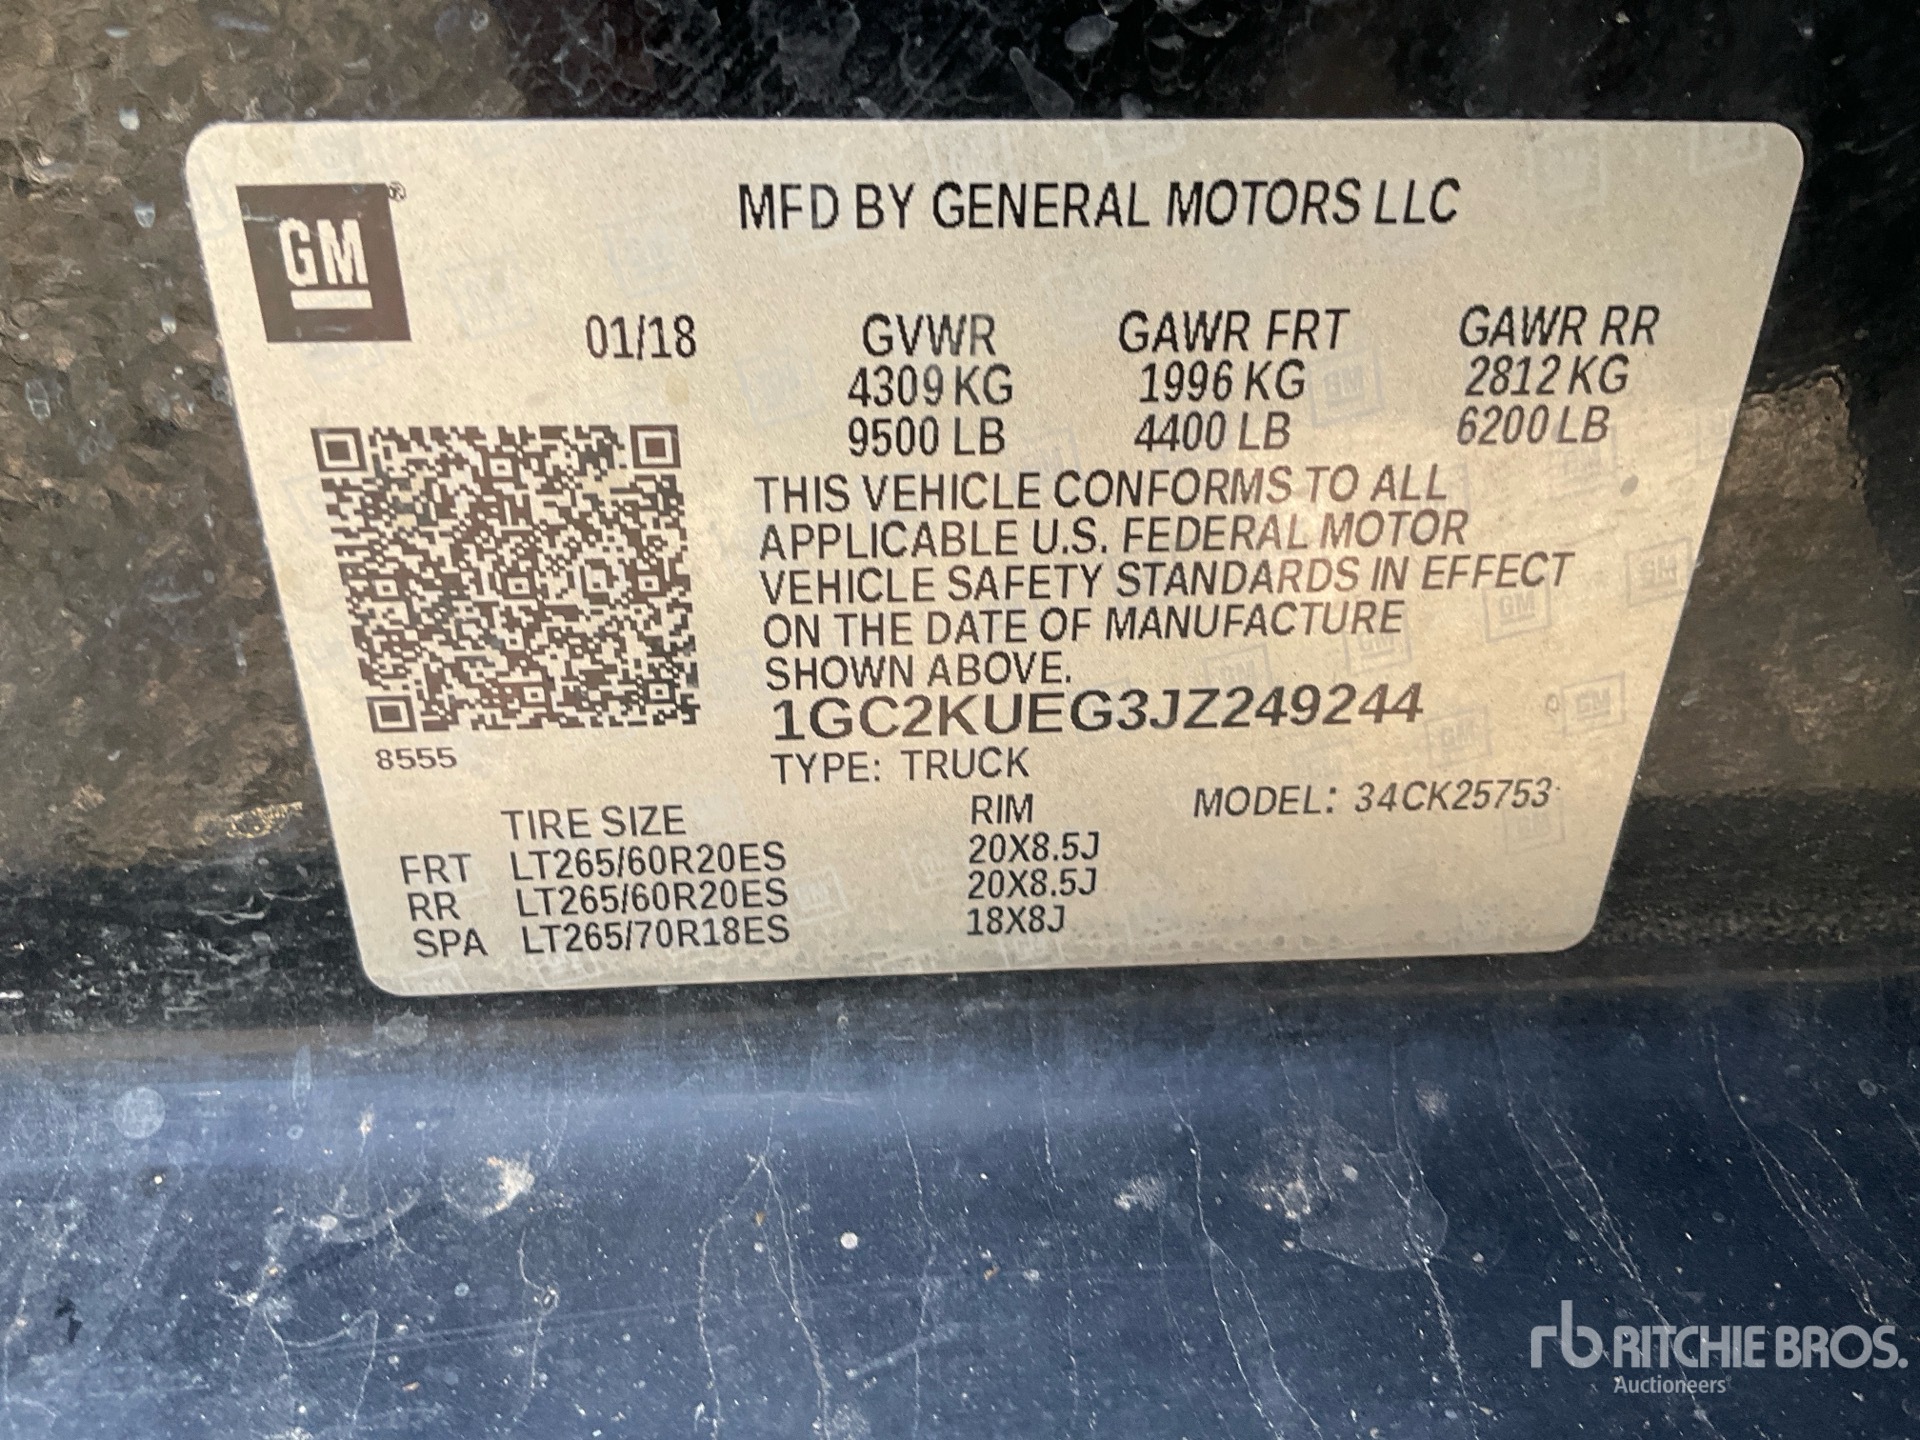 GM®
MFD BY GENERAL MOTORS LLC
01/18 GVWR GAWR FRT GAWR RR
4309 KG 1996 KG 2812 KG
9500 LB 4400 LB 6200 LB
THIS VEHICLE CONFORMS TO ALL
APPLICABLE U.S. FEDERAL MOTOR
VEHICLE SAFETY STANDARDS IN EFFECT
ON THE DATE OF MANUFACTURE
SHOWN ABOVE.
1GC2KUEG3JZ249244
8555
TYPE: TRUCK
MODEL: 34CK25753
TIRE SIZE RIM
FRT LT265/60R20ES 20X8.5J
RR LT265/60R20ES 20X8.5J
SPA LT265/70R18ES 18X8J
rb RITCHIE BROS.
Auctioneers